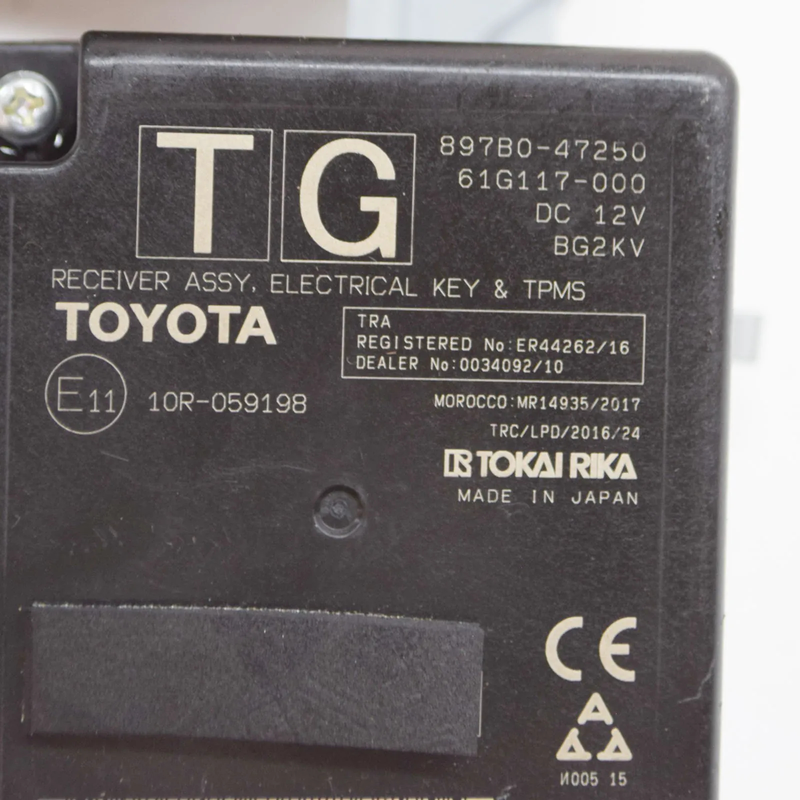 TG
897B0-47250
61G117-000
DC 12V
BG2KV
RECEIVER ASSY, ELECTRICAL KEY & TPMS
TOYOTA
TRA
REGISTERED No:ER44262/16
DEALER No:0034092/10
E11 10R-059198
MOROCCO:MR14935/2017
TRC/LPD/2016/24
TOKAI RIKA
MADE IN JAPAN
CE
И005 15